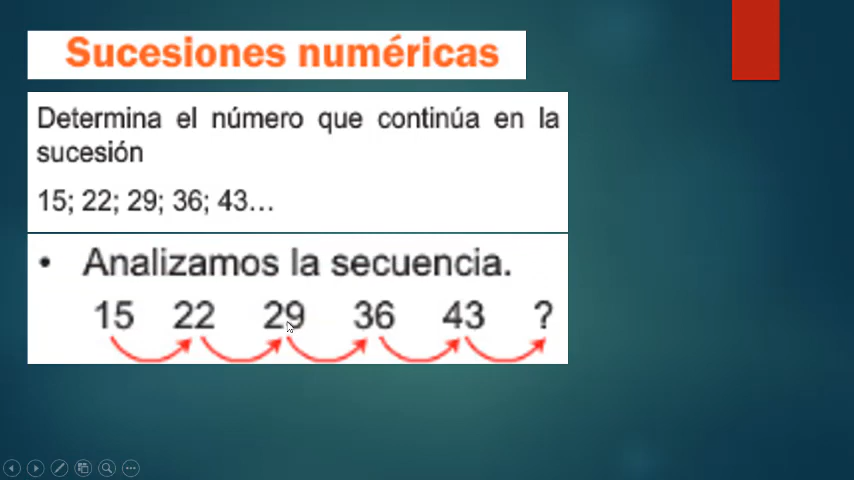 Sucesiones numéricas
Determina el número que continúa en la
sucesión
15; 22; 29; 36; 43...
• Analizamos la secuencia.
15 22 29 36 43 ?